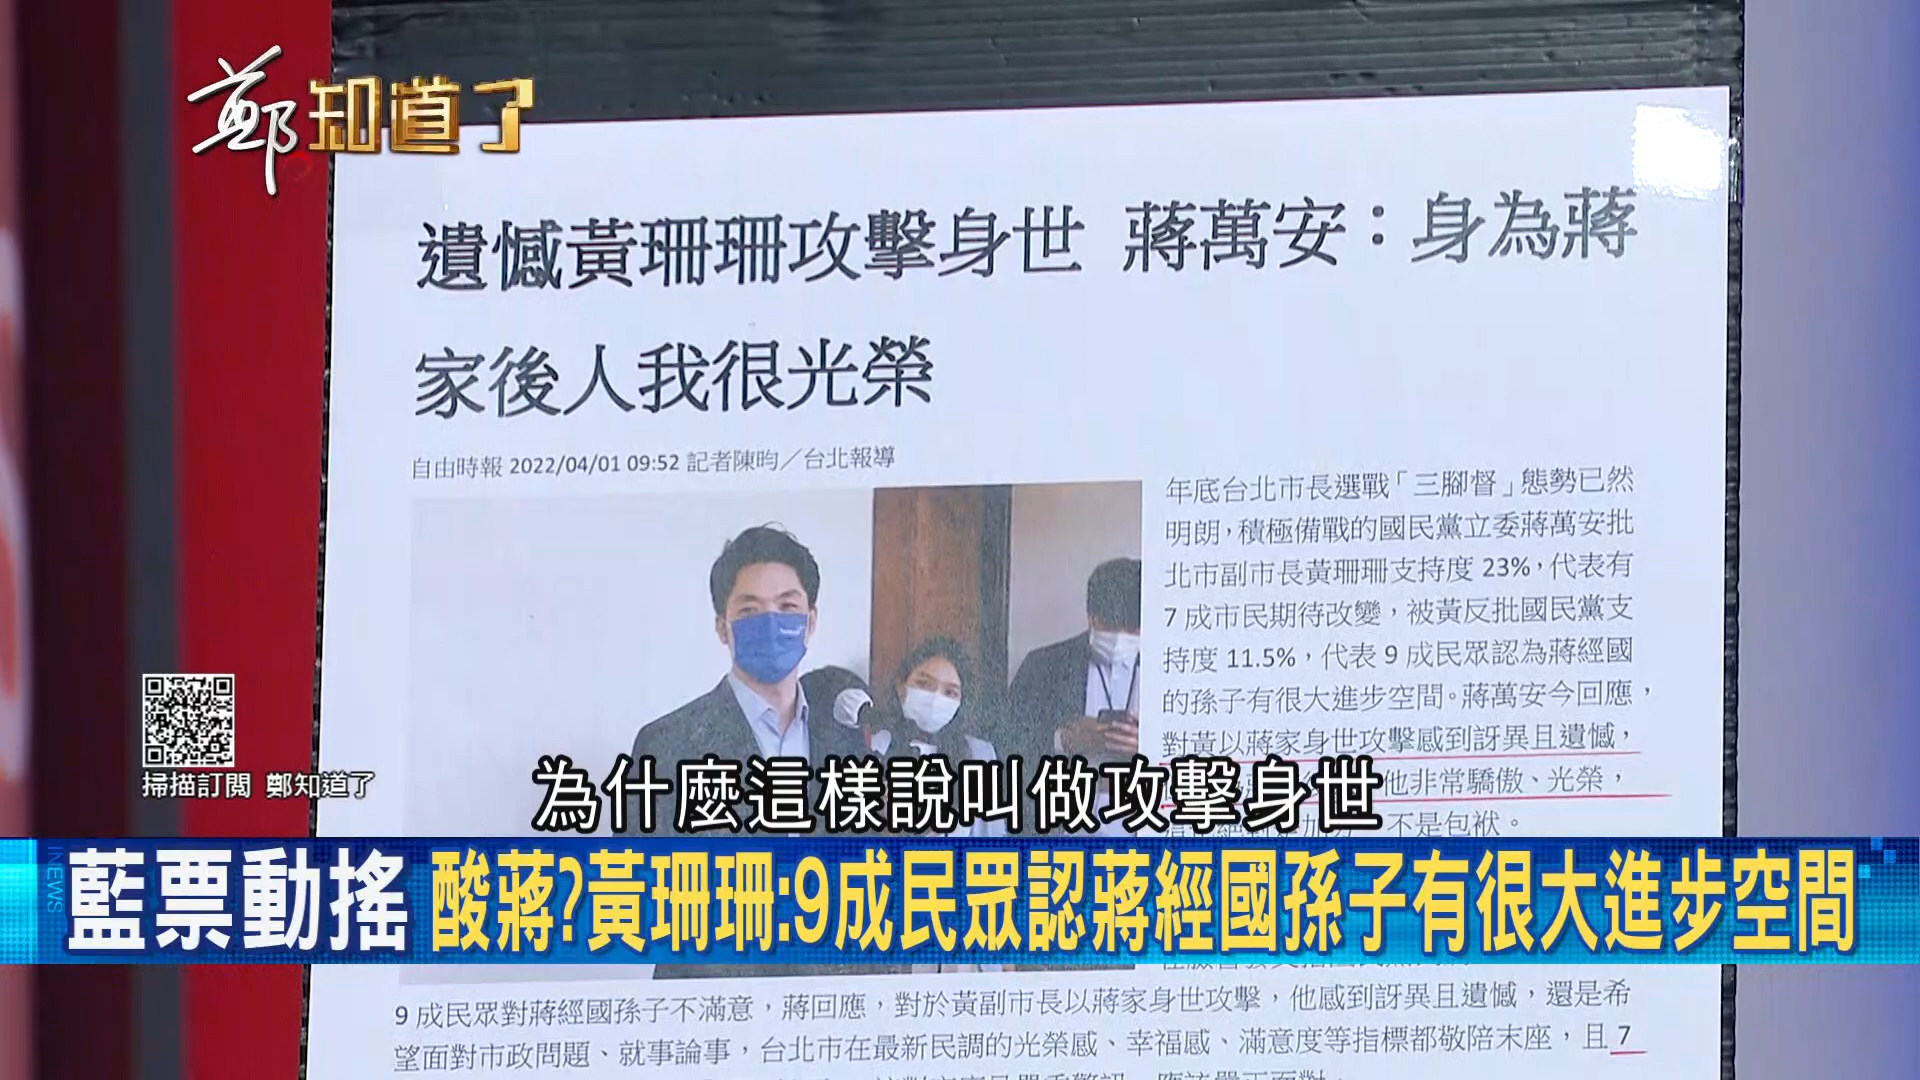 鄭知道了
遺憾黃珊珊攻擊身世 蔣萬安：身為蔣
家後人我很光榮
自由時報 2022/04/01 09:52 記者陳昀／台北報導
年底台北市長選戰「三腳督」態勢已然
明朗，積極備戰的國民黨立委蔣萬安批
北市副市長黃珊珊支持度 23%，代表有
7 成市民期待改變，被黃反批國民黨支
持度 11.5%，代表 9 成民眾認為蔣經國
的孫子有很大進步空間。蔣萬安今回應，
對黃以蔣家身世攻擊感到訝異且遺憾，
他非常驕傲、光榮，
不是包袱。
掃描訂閱 鄭知道了
為什麼這樣說叫做攻擊身世
NEWS
藍票動搖 酸蔣?黃珊珊:9成民眾認蔣經國孫子有很大進步空間
9 成民眾對蔣經國孫子不滿意，蔣回應，對於黃副市長以蔣家身世攻擊，他感到訝異且遺憾，還是希
望面對市政問題、就事論事，台北市在最新民調的光榮感、幸福感、滿意度等指標都敬陪末座，且 7